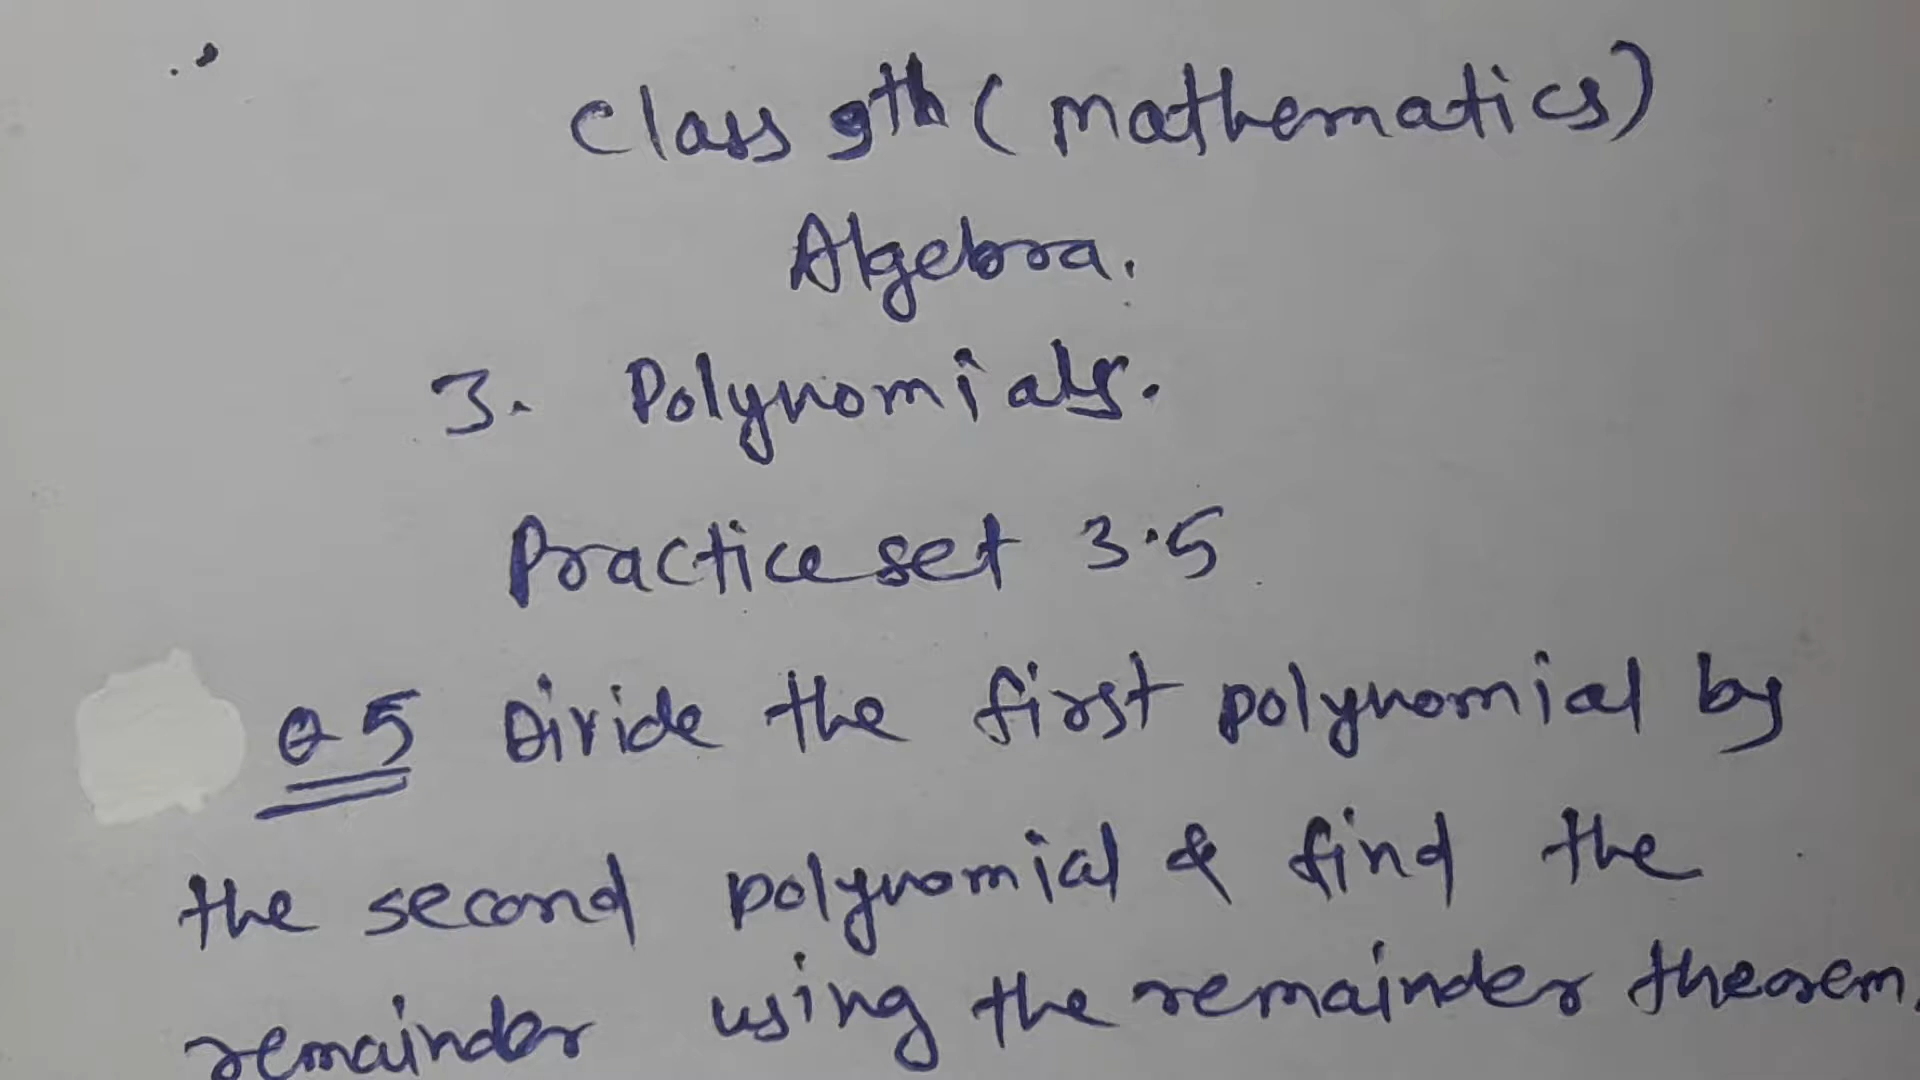 Class 9th (Mathematics)
Algebra.
3. Polynomials.
Practice set 3.5
Q5 Divide the first polynomial by
the second polynomial & find the
remainder using the remainder theorem.